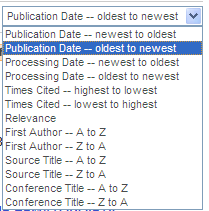 Publication Date -- oldest to newest
Publication Date -- newest to oldest
Publication Date -- oldest to newest
Processing Date -- newest to oldest
Processing Date -- oldest to newest
Times Cited -- highest to lowest
Times Cited -- lowest to highest
Relevance
First Author -- A to Z
First Author -- Z to A
Source Title -- A to Z
Source Title -- Z to A
Conference Title -- A to Z
Conference Title -- Z to A